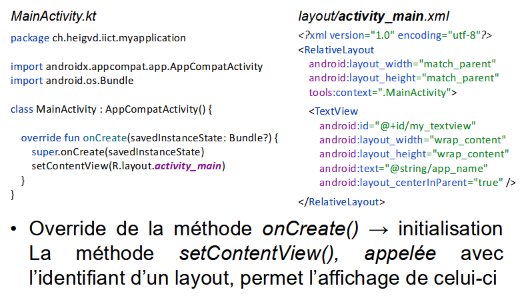 MainActivity.kt
package ch.heigvd.iict.myapplication
import androidx.appcompat.app.AppCompatActivity
import android.os.Bundle
class MainActivity : AppCompatActivity() {
override fun onCreate(savedInstanceState: Bundle?) {
super.onCreate(savedInstanceState)
setContentView(R.layout.activity_main)
}
}
layout/activity_main.xml
<?xml version="1.0" encoding="utf-8"?>
<RelativeLayout
android:layout_width="match_parent"
android:layout_height="match_parent"
tools:context=".MainActivity">
<TextView
android:id="@+id/my_textview"
android:layout_width="wrap_content"
android:layout_height="wrap_content"
android:text="@string/app_name"
android:layout_centerInParent="true" />
</RelativeLayout>
• Override de la méthode onCreate() → initialisation
La méthode setContentView(), appelée avec
l'identifiant d'un layout, permet l'affichage de celui-ci